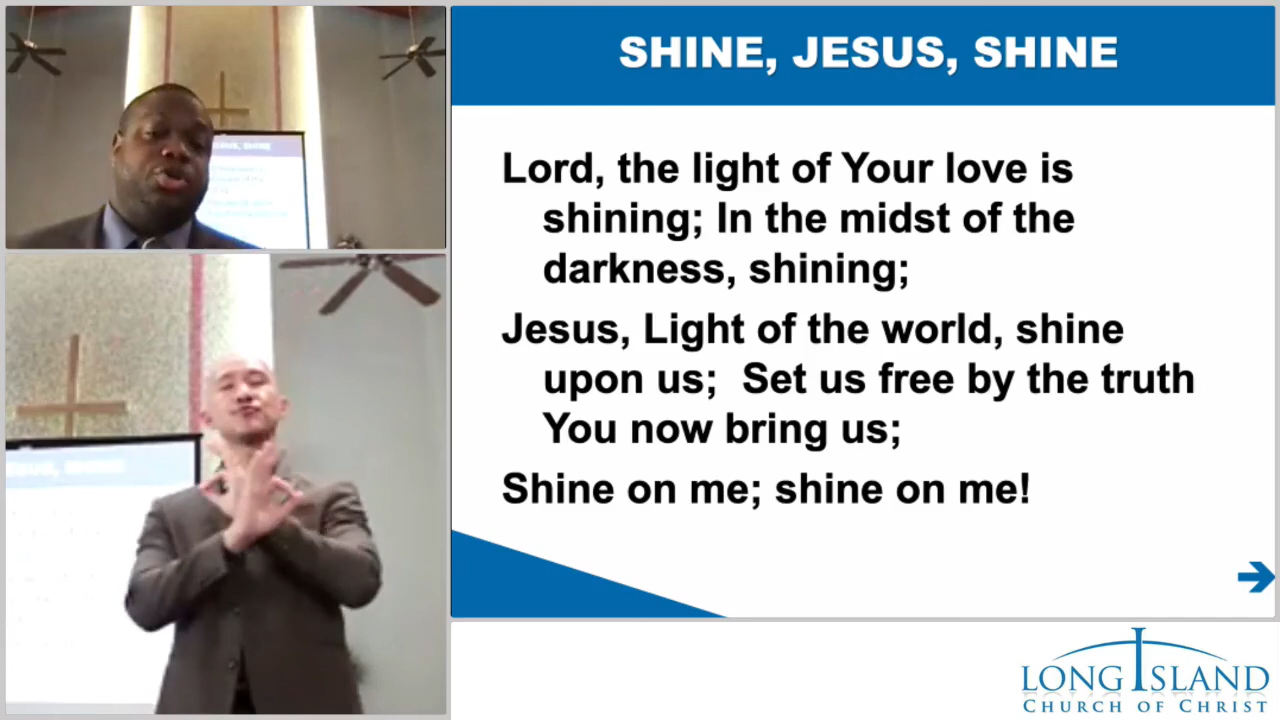 SHINE, JESUS, SHINE
Lord, the light of Your love is
shining; In the midst of the
darkness, shining;
Jesus, Light of the world, shine
upon us;  Set us free by the truth
You now bring us;
Shine on me; shine on me!
LONG ISLAND
CHURCH OF CHRIST